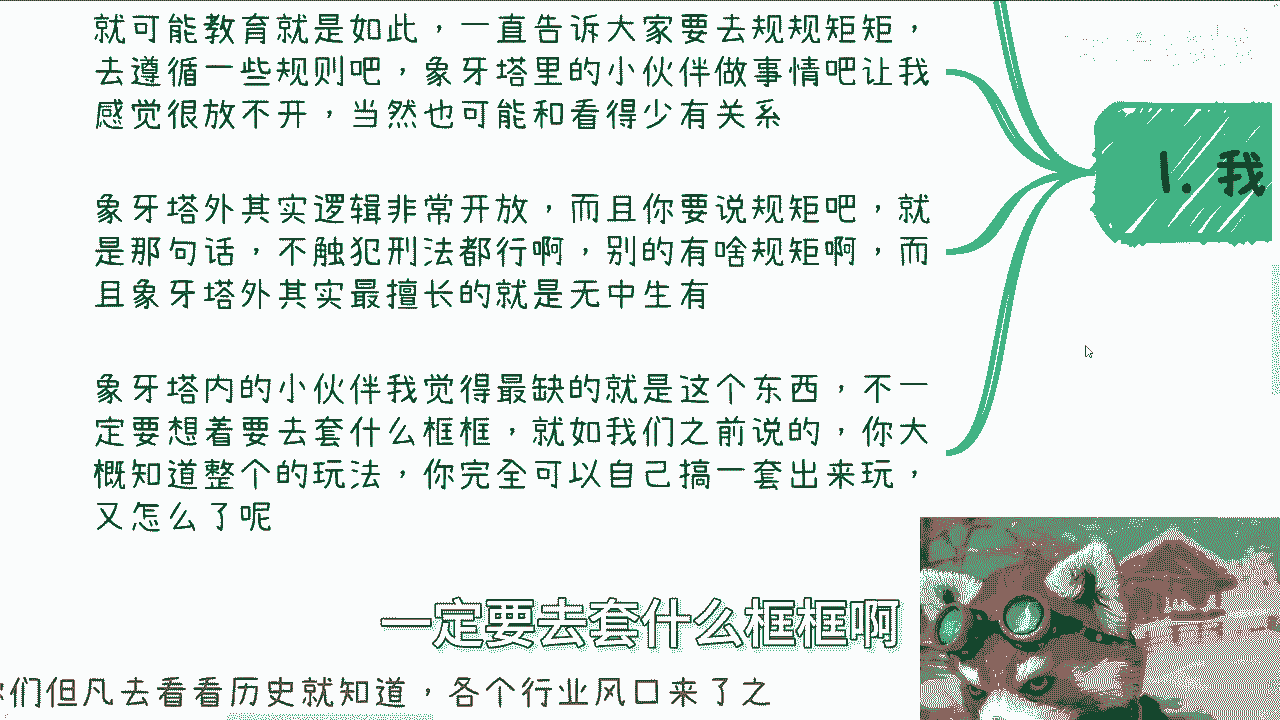 就可能教育就是如此，一直告诉大家要去规规矩矩，
去遵循一些规则吧，象牙塔里的小伙伴做事情吧让我
感觉很放不开，当然也可能和看得少有关系
1. 我
象牙塔外其实逻辑非常开放，而且你要说规矩吧，就
是那句话，不触犯刑法都行啊，别的有啥规矩啊，而
且象牙塔外其实最擅长的就是无中生有
象牙塔内的小伙伴我觉得最缺的就是这个东西，不一
定要想着要去套什么框框，就如我们之前说的，你大
概知道整个的玩法，你完全可以自己搞一套出来玩，
又怎么了呢
一定要去套什么框框啊
们但凡去看看历史就知道，各个行业风口来了之